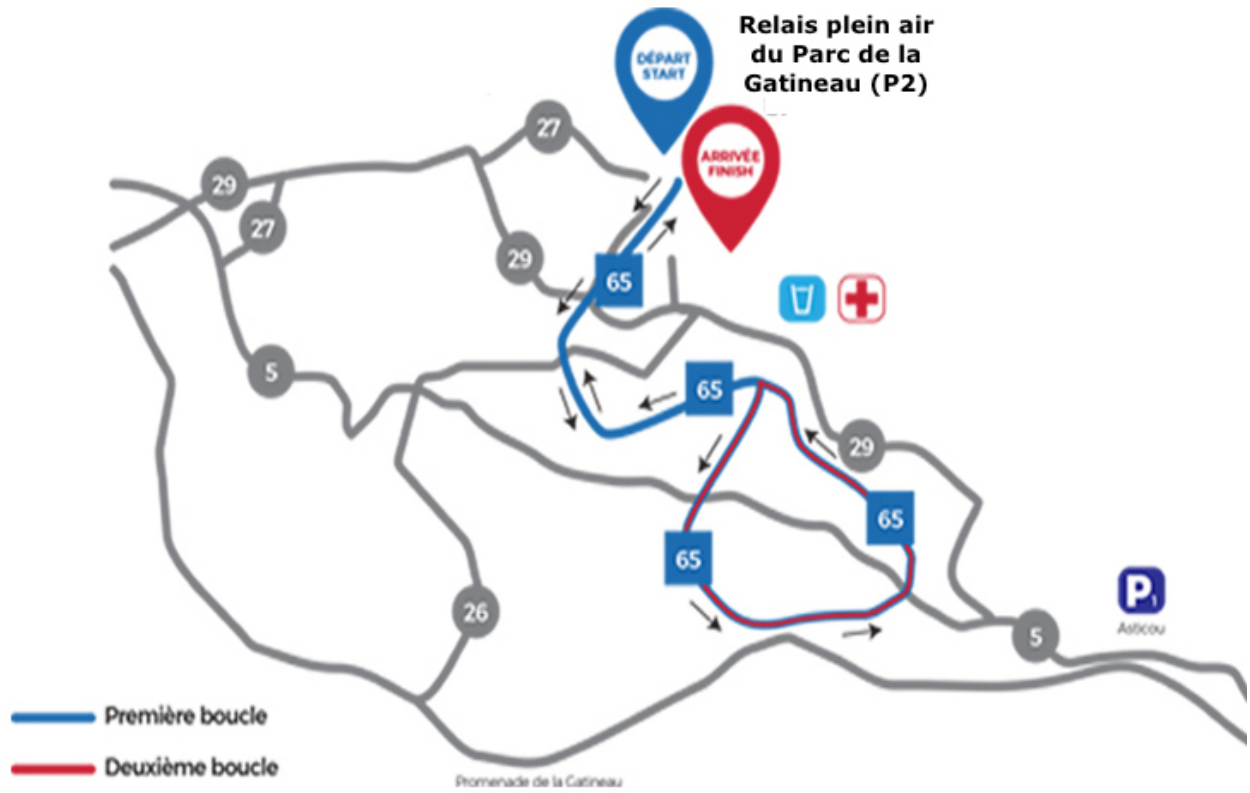 Relais plein air
du Parc de la
Gatineau (P2)
DÉPART
START
ARRIVÉE
FINISH
27
29
27
29
65
5
65
29
65
65
26
P1
Asticou
5
Première boucle
Deuxième boucle
Promenade de la Gatineau